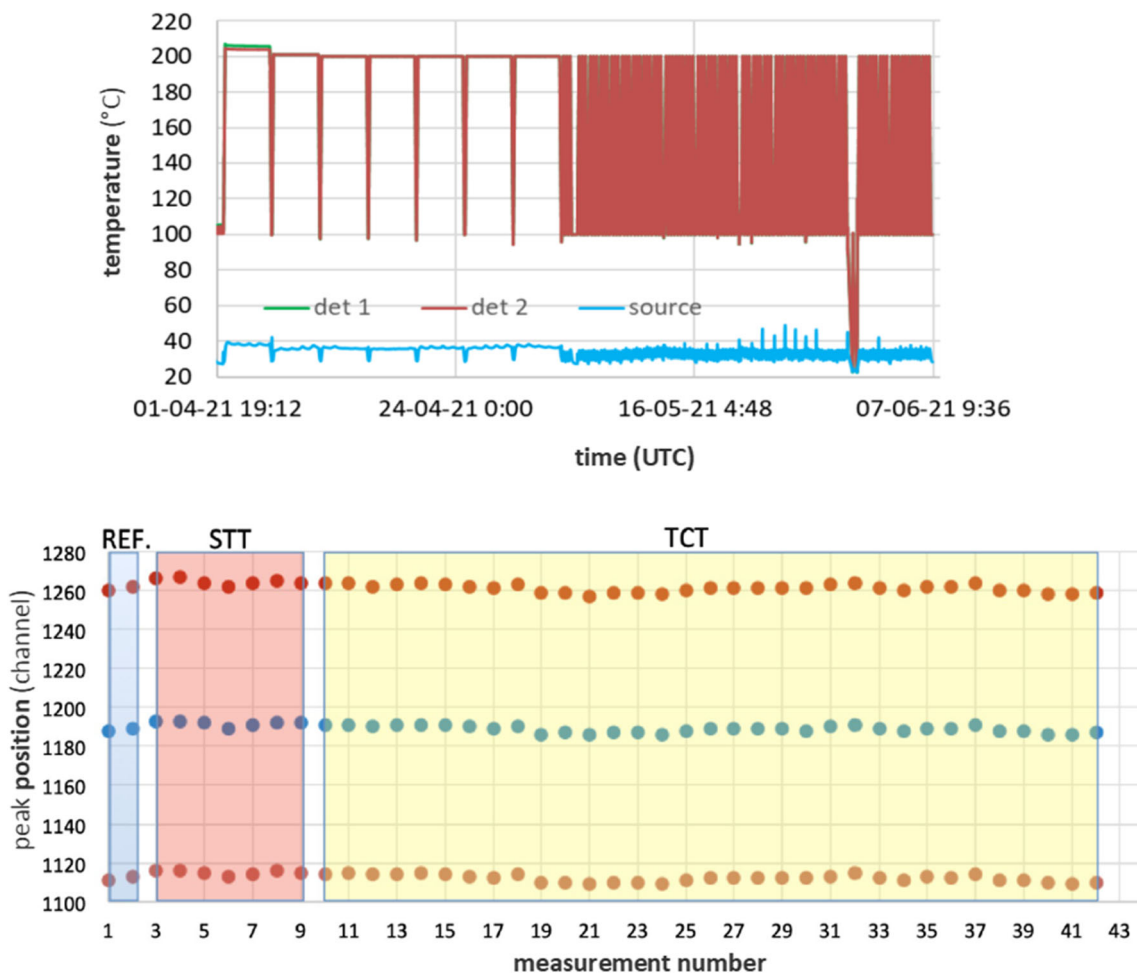 220
200
180
160
140
120
100
80
60
40
20
temperature (°C)
det 1 det 2 source
01-04-21 19:12 24-04-21 0:00 16-05-21 4:48 07-06-21 9:36
time (UTC)
REF. STT TCT
1280
1260
1240
1220
1200
1180
1160
1140
1120
1100
peak position (channel)
1 3 5 7 9 11 13 15 17 19 21 23 25 27 29 31 33 35 37 39 41 43
measurement number